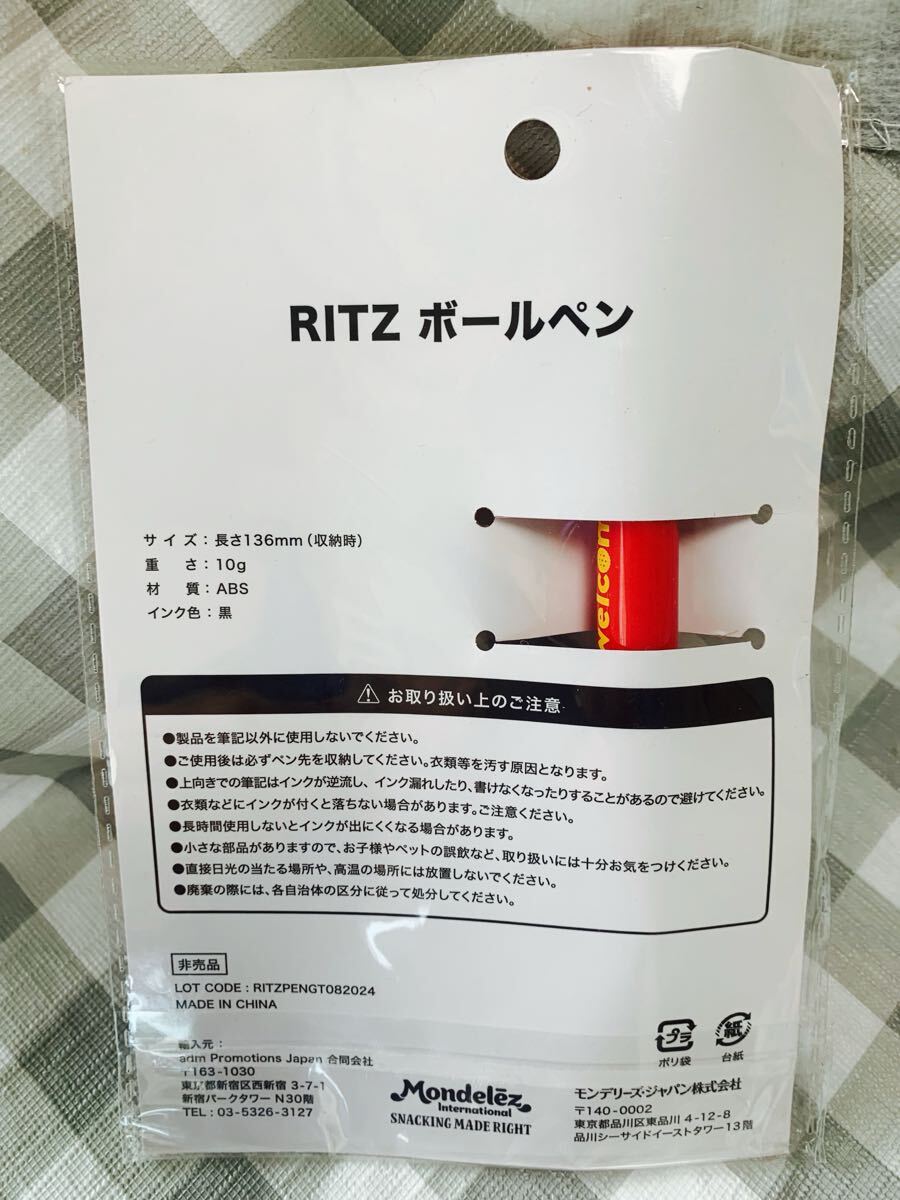 RITZ ボールペン
サイズ：長さ136mm（収納時）
重　さ：10g
材　質：ABS
インク色：黒
welcom
お取り扱い上のご注意
●製品を筆記以外に使用しないでください。
●ご使用後は必ずペン先を収納してください。衣類等を汚す原因となります。
●上向きでの筆記はインクが逆流し、インク漏れしたり、書けなくなったりすることがあるので避けてください。
●衣類などにインクが付くと落ちない場合があります。ご注意ください。
●長時間使用しないとインクが出にくくなる場合があります。
●小さな部品がありますので、お子様やペットの誤飲など、取り扱いには十分お気をつけください。
●直接日光の当たる場所や、高温の場所には放置しないでください。
●廃棄の際には、各自治体の区分に従って処分してください。
非売品
LOT CODE : RITZPENGT082024
MADE IN CHINA
輸入元：
adm Promotions Japan 合同会社
〒163-1030
東京都新宿区西新宿 3-7-1
新宿パークタワー N30階
TEL : 03-5326-3127
Mondelēz
International
SNACKING MADE RIGHT
プラ
ポリ袋
紙
台紙
モンデリーズ・ジャパン株式会社
〒140-0002
東京都品川区東品川 4-12-8
品川シーサイドイーストタワー13階